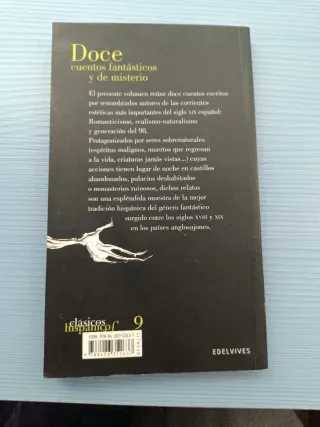 Doce
cuentos fantásticos
y de misterio
El presente volumen reúne doce cuentos escritos
por renombrados autores de las corrientes
estéticas más importantes del siglo XIX español:
Romanticismo, realismo-naturalismo
y generación del 98.
Protagonizados por seres sobrenaturales
(espíritus malignos, muertos que regresan
a la vida, criaturas jamás vistas...) cuyas
acciones tienen lugar de noche en castillos
abandonados, palacios deshabitados
o monasterios ruinosos, dichos relatos
son una espléndida muestra de la mejor
tradición hispánica del género fantástico
surgido entre los siglos XVIII y XIX
en los países anglosajones.
clásicos
hispánicos 9
EDELVIVES